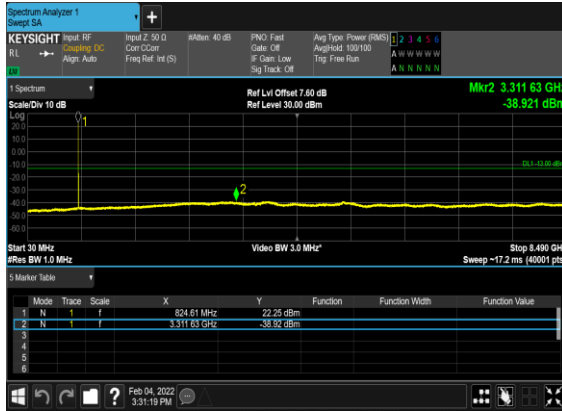 Spectrum Analyzer 1
Swept SA
+
KEYSIGHT Input: RF Input Z: 50 Ω #Atten: 40 dB PNO: Fast Avg Type: Power (RMS) 1 2 3 4 5 6
RL Coupling: DC Corr CCorr Gate: Off Avg|Hold: 100/100 A W W W W W
Align: Auto Freq Ref: Int (S) IF Gain: Low Trig: Free Run
LU Sig Track: Off A N N N N N
1 Spectrum Ref Lvl Offset 7.60 dB Mkr2 3.311 63 GHz
Scale/Div 10 dB Ref Level 30.00 dBm -38.921 dBm
Log
1
20.0
10.0
0.00
-10.0 DL1 -13.00 dBm
-20.0
-30.0
2
-40.0
-50.0
-60.0
Start 30 MHz Video BW 3.0 MHz* Stop 8.490 GHz
#Res BW 1.0 MHz Sweep ~17.2 ms (40001 pts)
5 Marker Table
Mode Trace Scale X Y Function Function Width Function Value
1 N 1 f 824.61 MHz 22.25 dBm
2 N 1 f 3.311 63 GHz -38.92 dBm
3
4
5
6
? Feb 04, 2022
3:31:19 PM